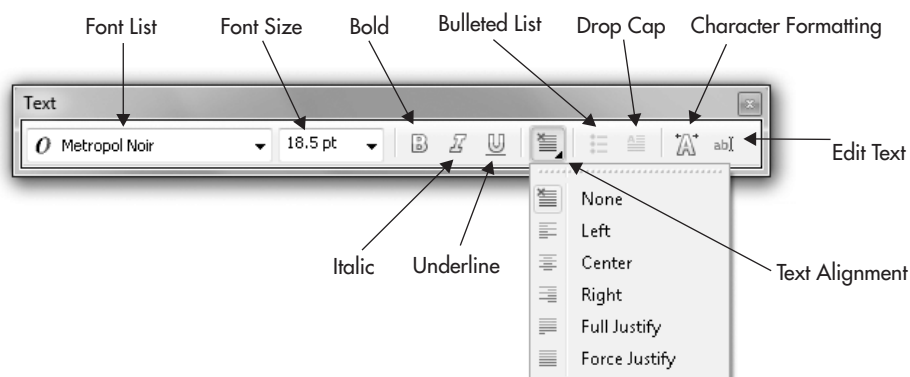 Font List Font Size Bold Bulleted List Drop Cap Character Formatting
Text
O Metropol Noir 18.5 pt B I U A A abI Edit Text
None
Left
Italic Underline Center Text Alignment
Right
Full Justify
Force Justify